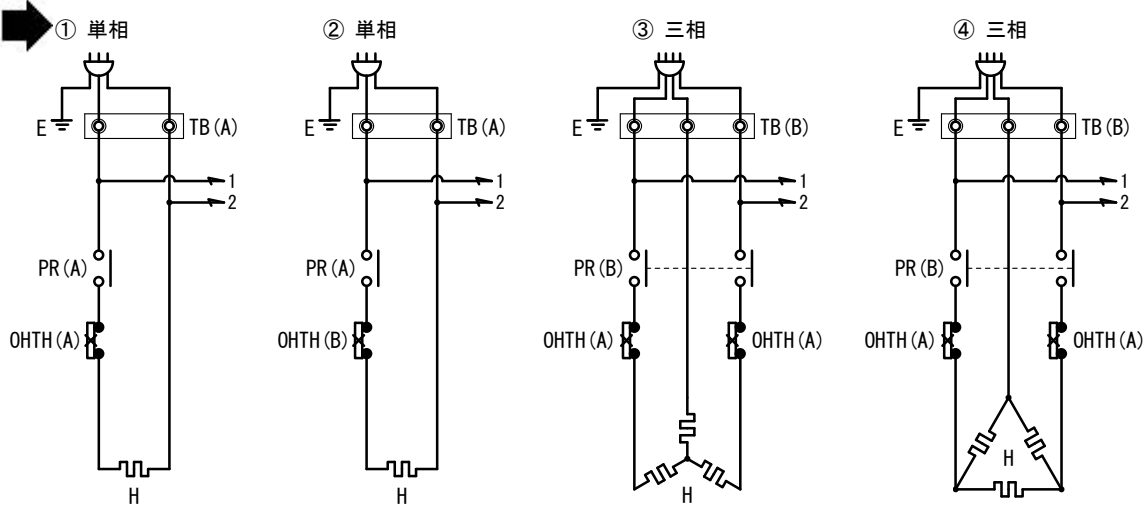 ① 単相
② 単相
③ 三相
④ 三相
E
TB(A)
E
TB(A)
E
TB(B)
E
TB(B)
1
2
1
2
1
2
1
2
PR(A)
PR(A)
PR(B)
PR(B)
OHTH(A)
OHTH(B)
OHTH(A)
OHTH(A)
OHTH(A)
OHTH(A)
H
H
H
H